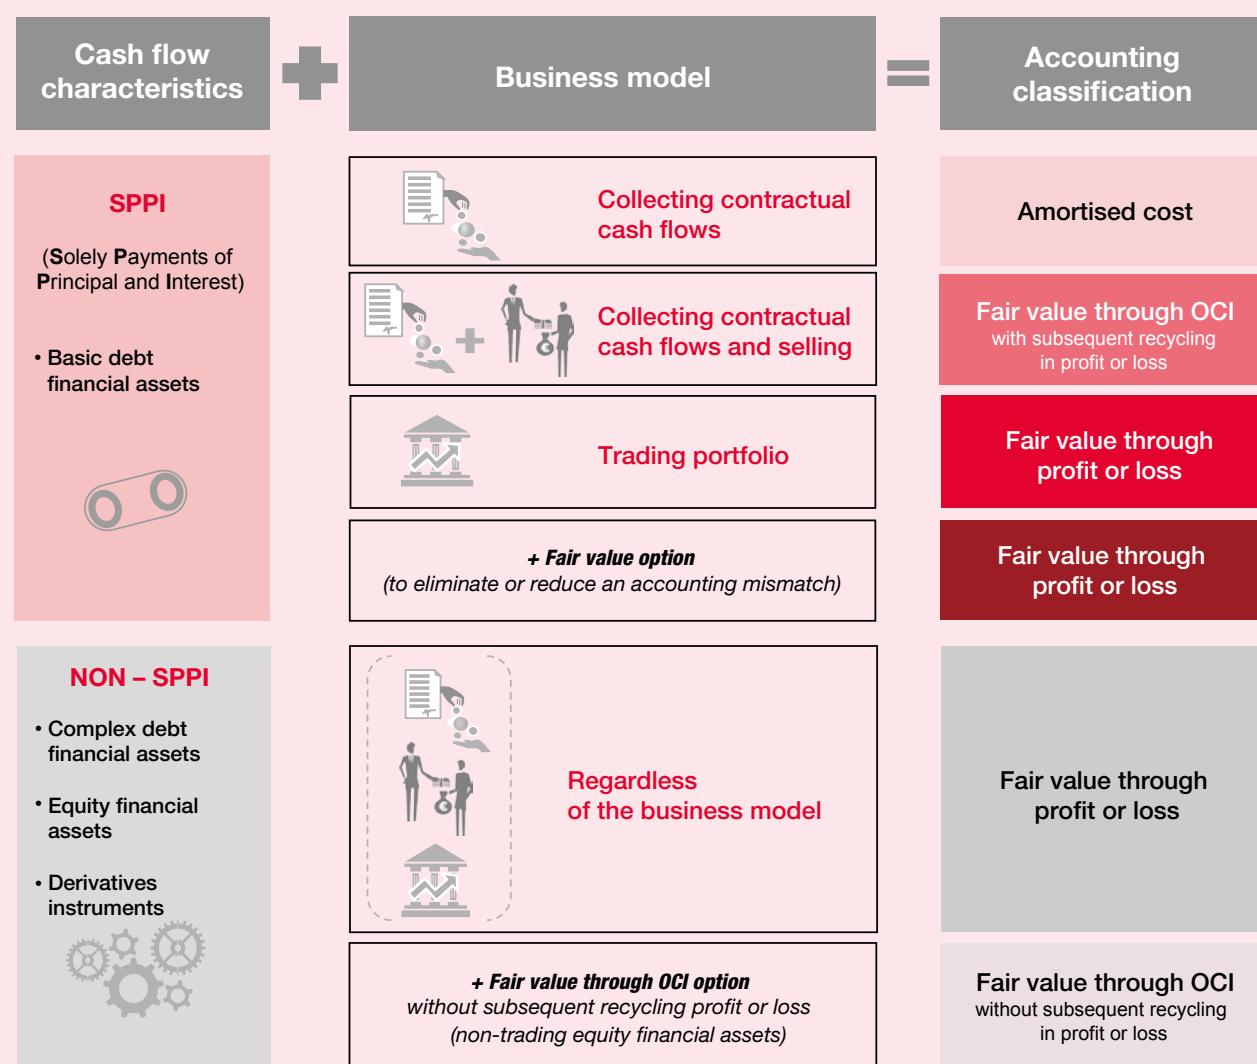 Cash flow
characteristics
Business model
Accounting
classification
SPPI
(Solely Payments of
Principal and Interest)
• Basic debt
financial assets
Collecting contractual
cash flows
Amortised cost
Collecting contractual
cash flows and selling
Fair value through OCI
with subsequent recycling
in profit or loss
Trading portfolio
Fair value through
profit or loss
+ Fair value option
(to eliminate or reduce an accounting mismatch)
Fair value through
profit or loss
NON – SPPI
• Complex debt
financial assets
• Equity financial
assets
• Derivatives
instruments
Regardless
of the business model
Fair value through
profit or loss
+ Fair value through OCI option
without subsequent recycling profit or loss
(non-trading equity financial assets)
Fair value through OCI
without subsequent recycling
in profit or loss